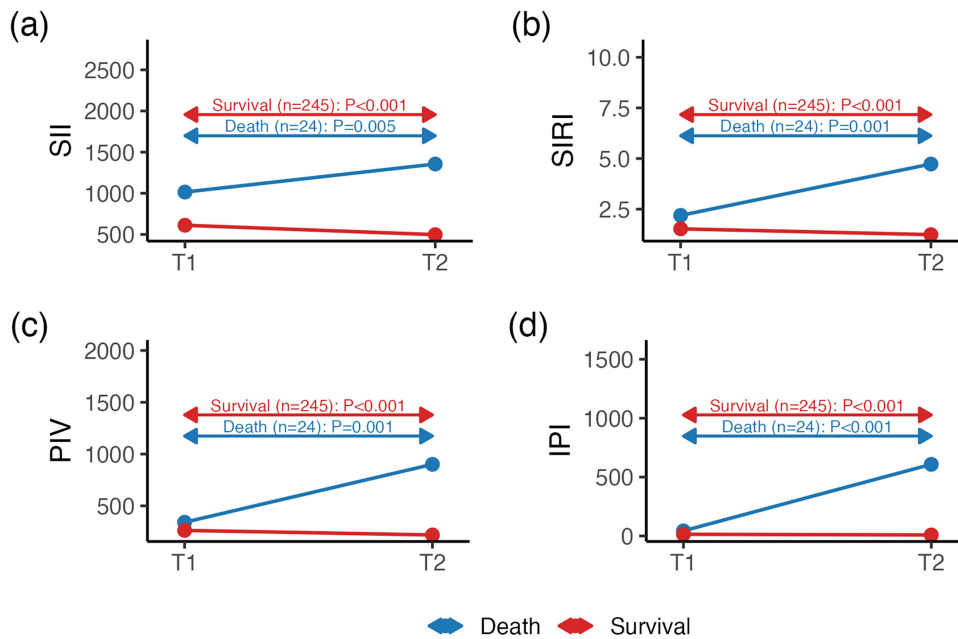 (a)
SII
2500
2000
1500
1000
500
Survival (n=245): P<0.001
Death (n=24): P=0.005
T1
T2
(b)
SIRI
10.0
7.5
5.0
2.5
Survival (n=245): P<0.001
Death (n=24): P=0.001
T1
T2
(c)
PIV
2000
1500
1000
500
Survival (n=245): P<0.001
Death (n=24): P=0.001
T1
T2
(d)
IPI
1500
1000
500
0
Survival (n=245): P<0.001
Death (n=24): P<0.001
T1
T2
Death
Survival